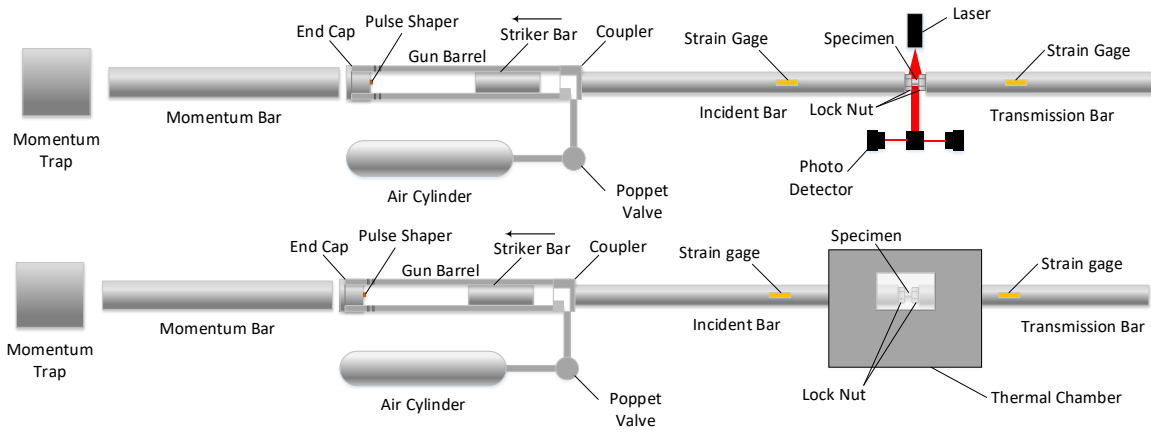 Laser
Pulse Shaper
End Cap
Striker Bar
Coupler
Gun Barrel
Strain Gage
Specimen
Strain Gage
Momentum Bar
Incident Bar
Lock Nut
Transmission Bar
Momentum
Trap
Photo
Detector
Air Cylinder
Poppet
Valve
Specimen
Pulse Shaper
End Cap
Striker Bar
Coupler
Gun Barrel
Strain gage
Strain gage
Momentum Bar
Incident Bar
Transmission Bar
Momentum
Trap
Lock Nut
Air Cylinder
Poppet
Valve
Thermal Chamber